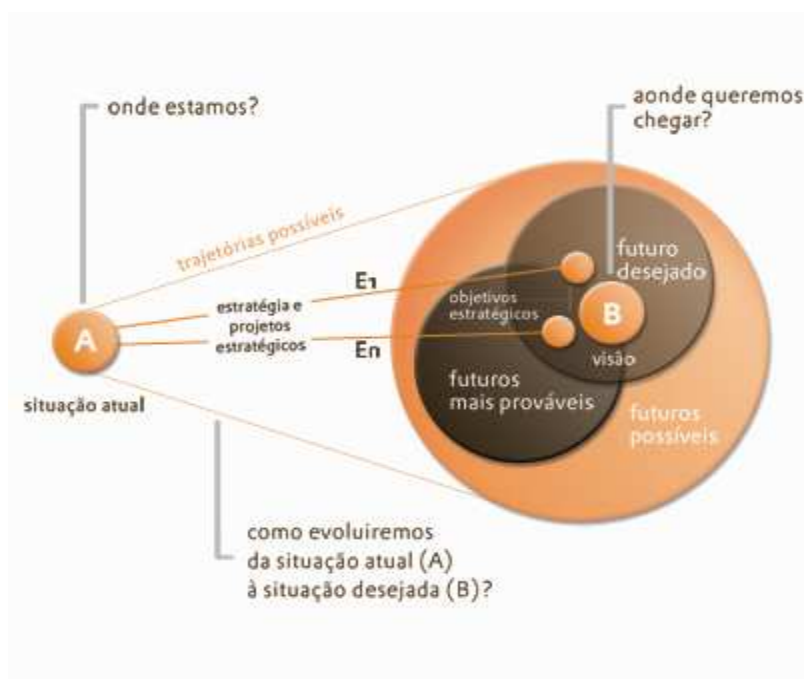 onde estamos?
aonde queremos
chegar?
trajetórias possíveis
futuro
desejado
E1
estratégia e
projetos
estratégicos
objetivos
estratégicos
A
B
En
visão
situação atual
futuros
mais prováveis
futuros
possíveis
como evoluiremos
da situação atual (A)
à situação desejada (B)?